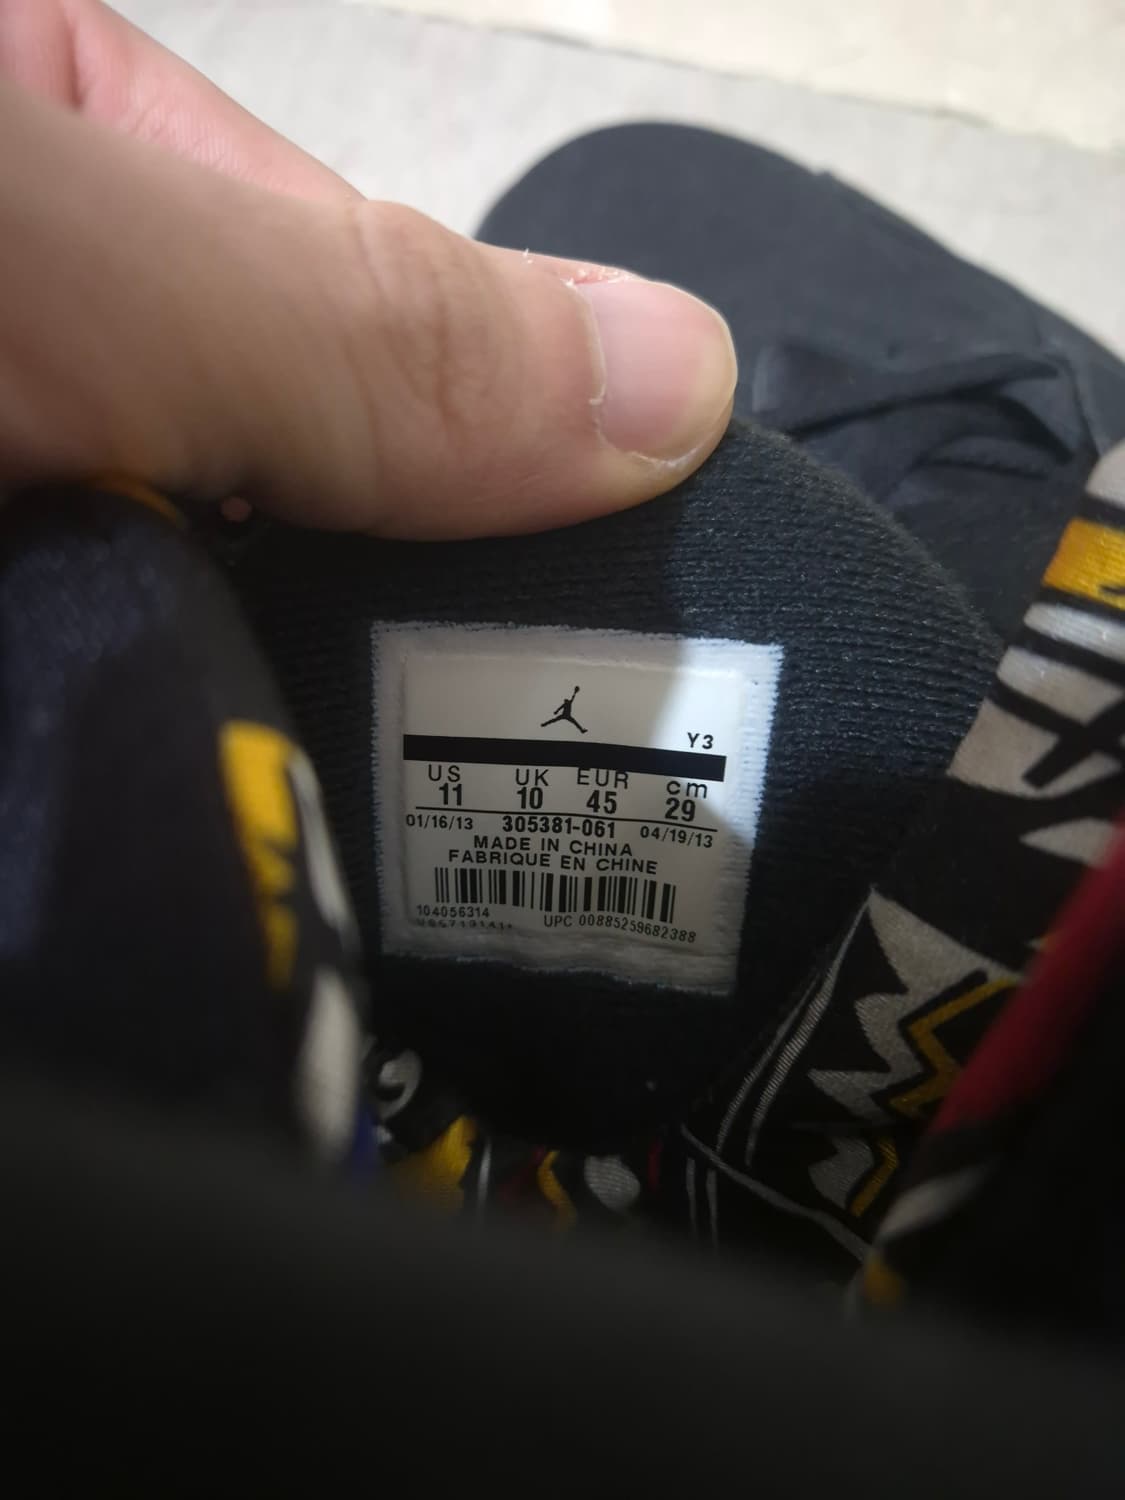 Y3
US UK EUR cm
11 10 45 29
01/16/13 305381-061 04/19/13
MADE IN CHINA
FABRIQUE EN CHINE
104056314 UPC 00885259682388